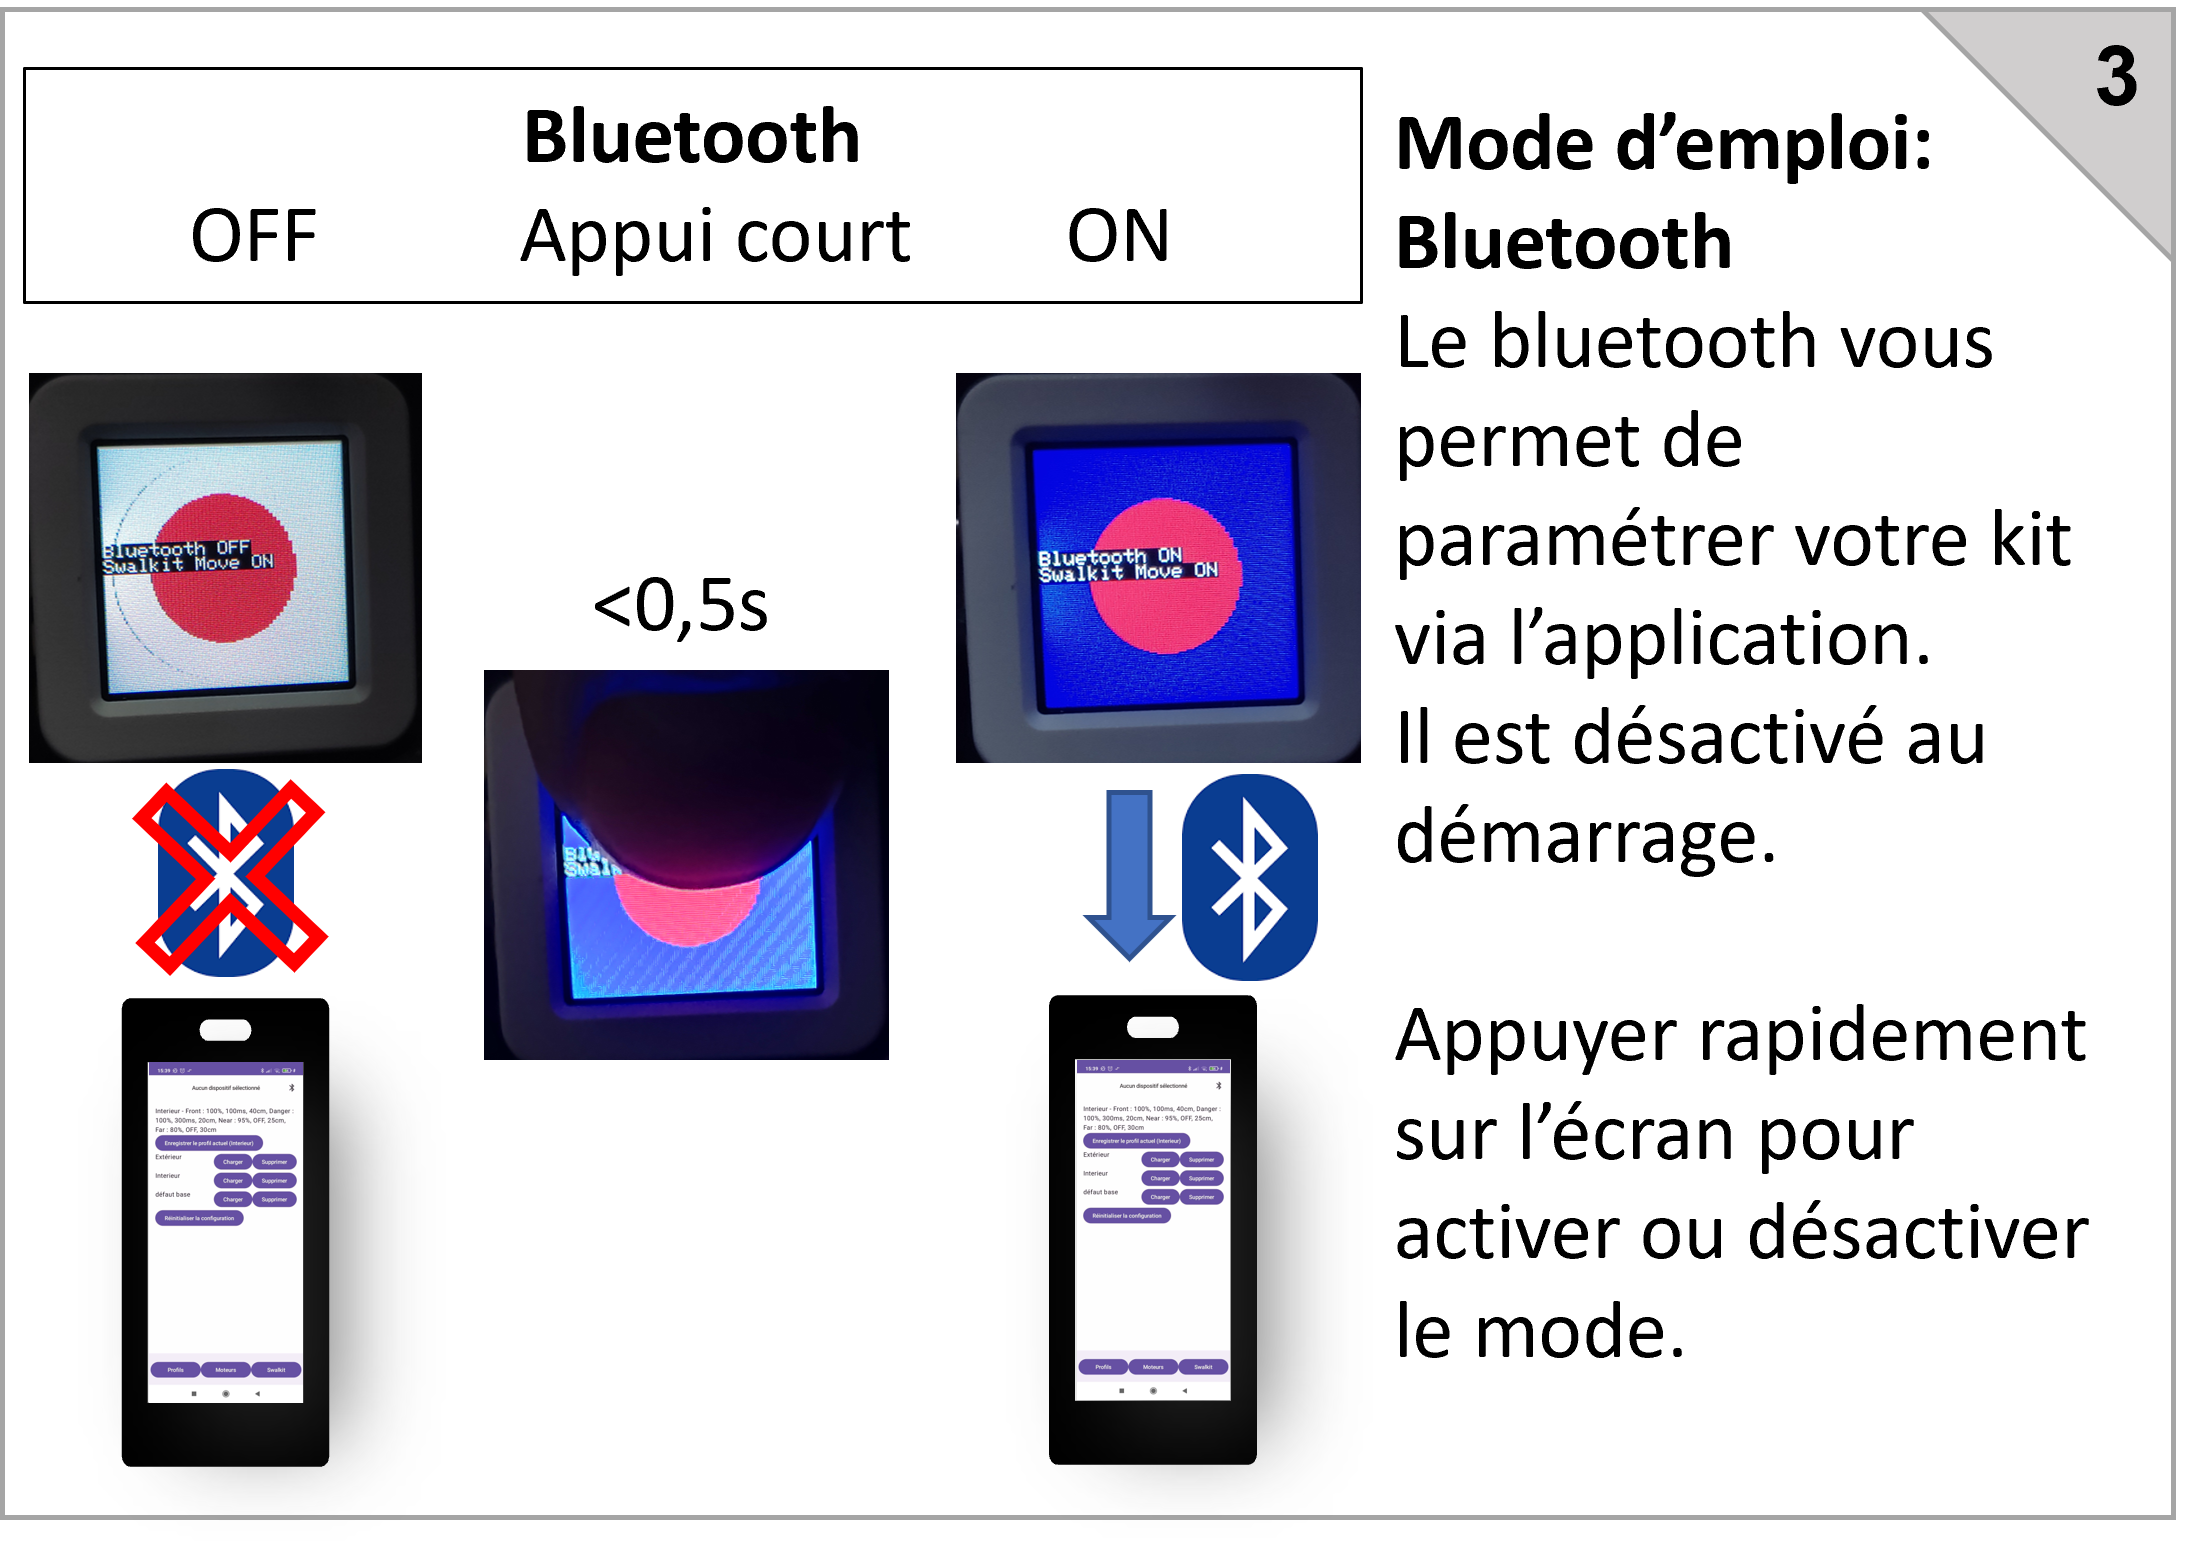 3
Bluetooth
OFF Appui court ON
Mode d’emploi:
Bluetooth
Le bluetooth vous
permet de
paramétrer votre kit
via l’application.
Il est désactivé au
démarrage.
Appuyer rapidement
sur l’écran pour
activer ou désactiver
le mode.
Bluetooth OFF
Swalkit Move ON
<0,5s
Blu
Swalk
Bluetooth ON
Swalkit Move ON
15:39
Aucun dispositif sélectionné
Interieur - Front : 100%, 100ms, 40cm, Danger :
100%, 300ms, 20cm, Near : 95%, OFF, 25cm,
Far : 80%, OFF, 30cm
Enregistrer le profil actuel (Interieur)
Extérieur Charger Supprimer
Interieur Charger Supprimer
défaut base Charger Supprimer
Réinitialiser la configuration
Profils Moteurs Swalkit
15:39
Aucun dispositif sélectionné
Interieur - Front : 100%, 100ms, 40cm, Danger :
100%, 300ms, 20cm, Near : 95%, OFF, 25cm,
Far : 80%, OFF, 30cm
Enregistrer le profil actuel (Interieur)
Extérieur Charger Supprimer
Interieur Charger Supprimer
défaut base Charger Supprimer
Réinitialiser la configuration
Profils Moteurs Swalkit